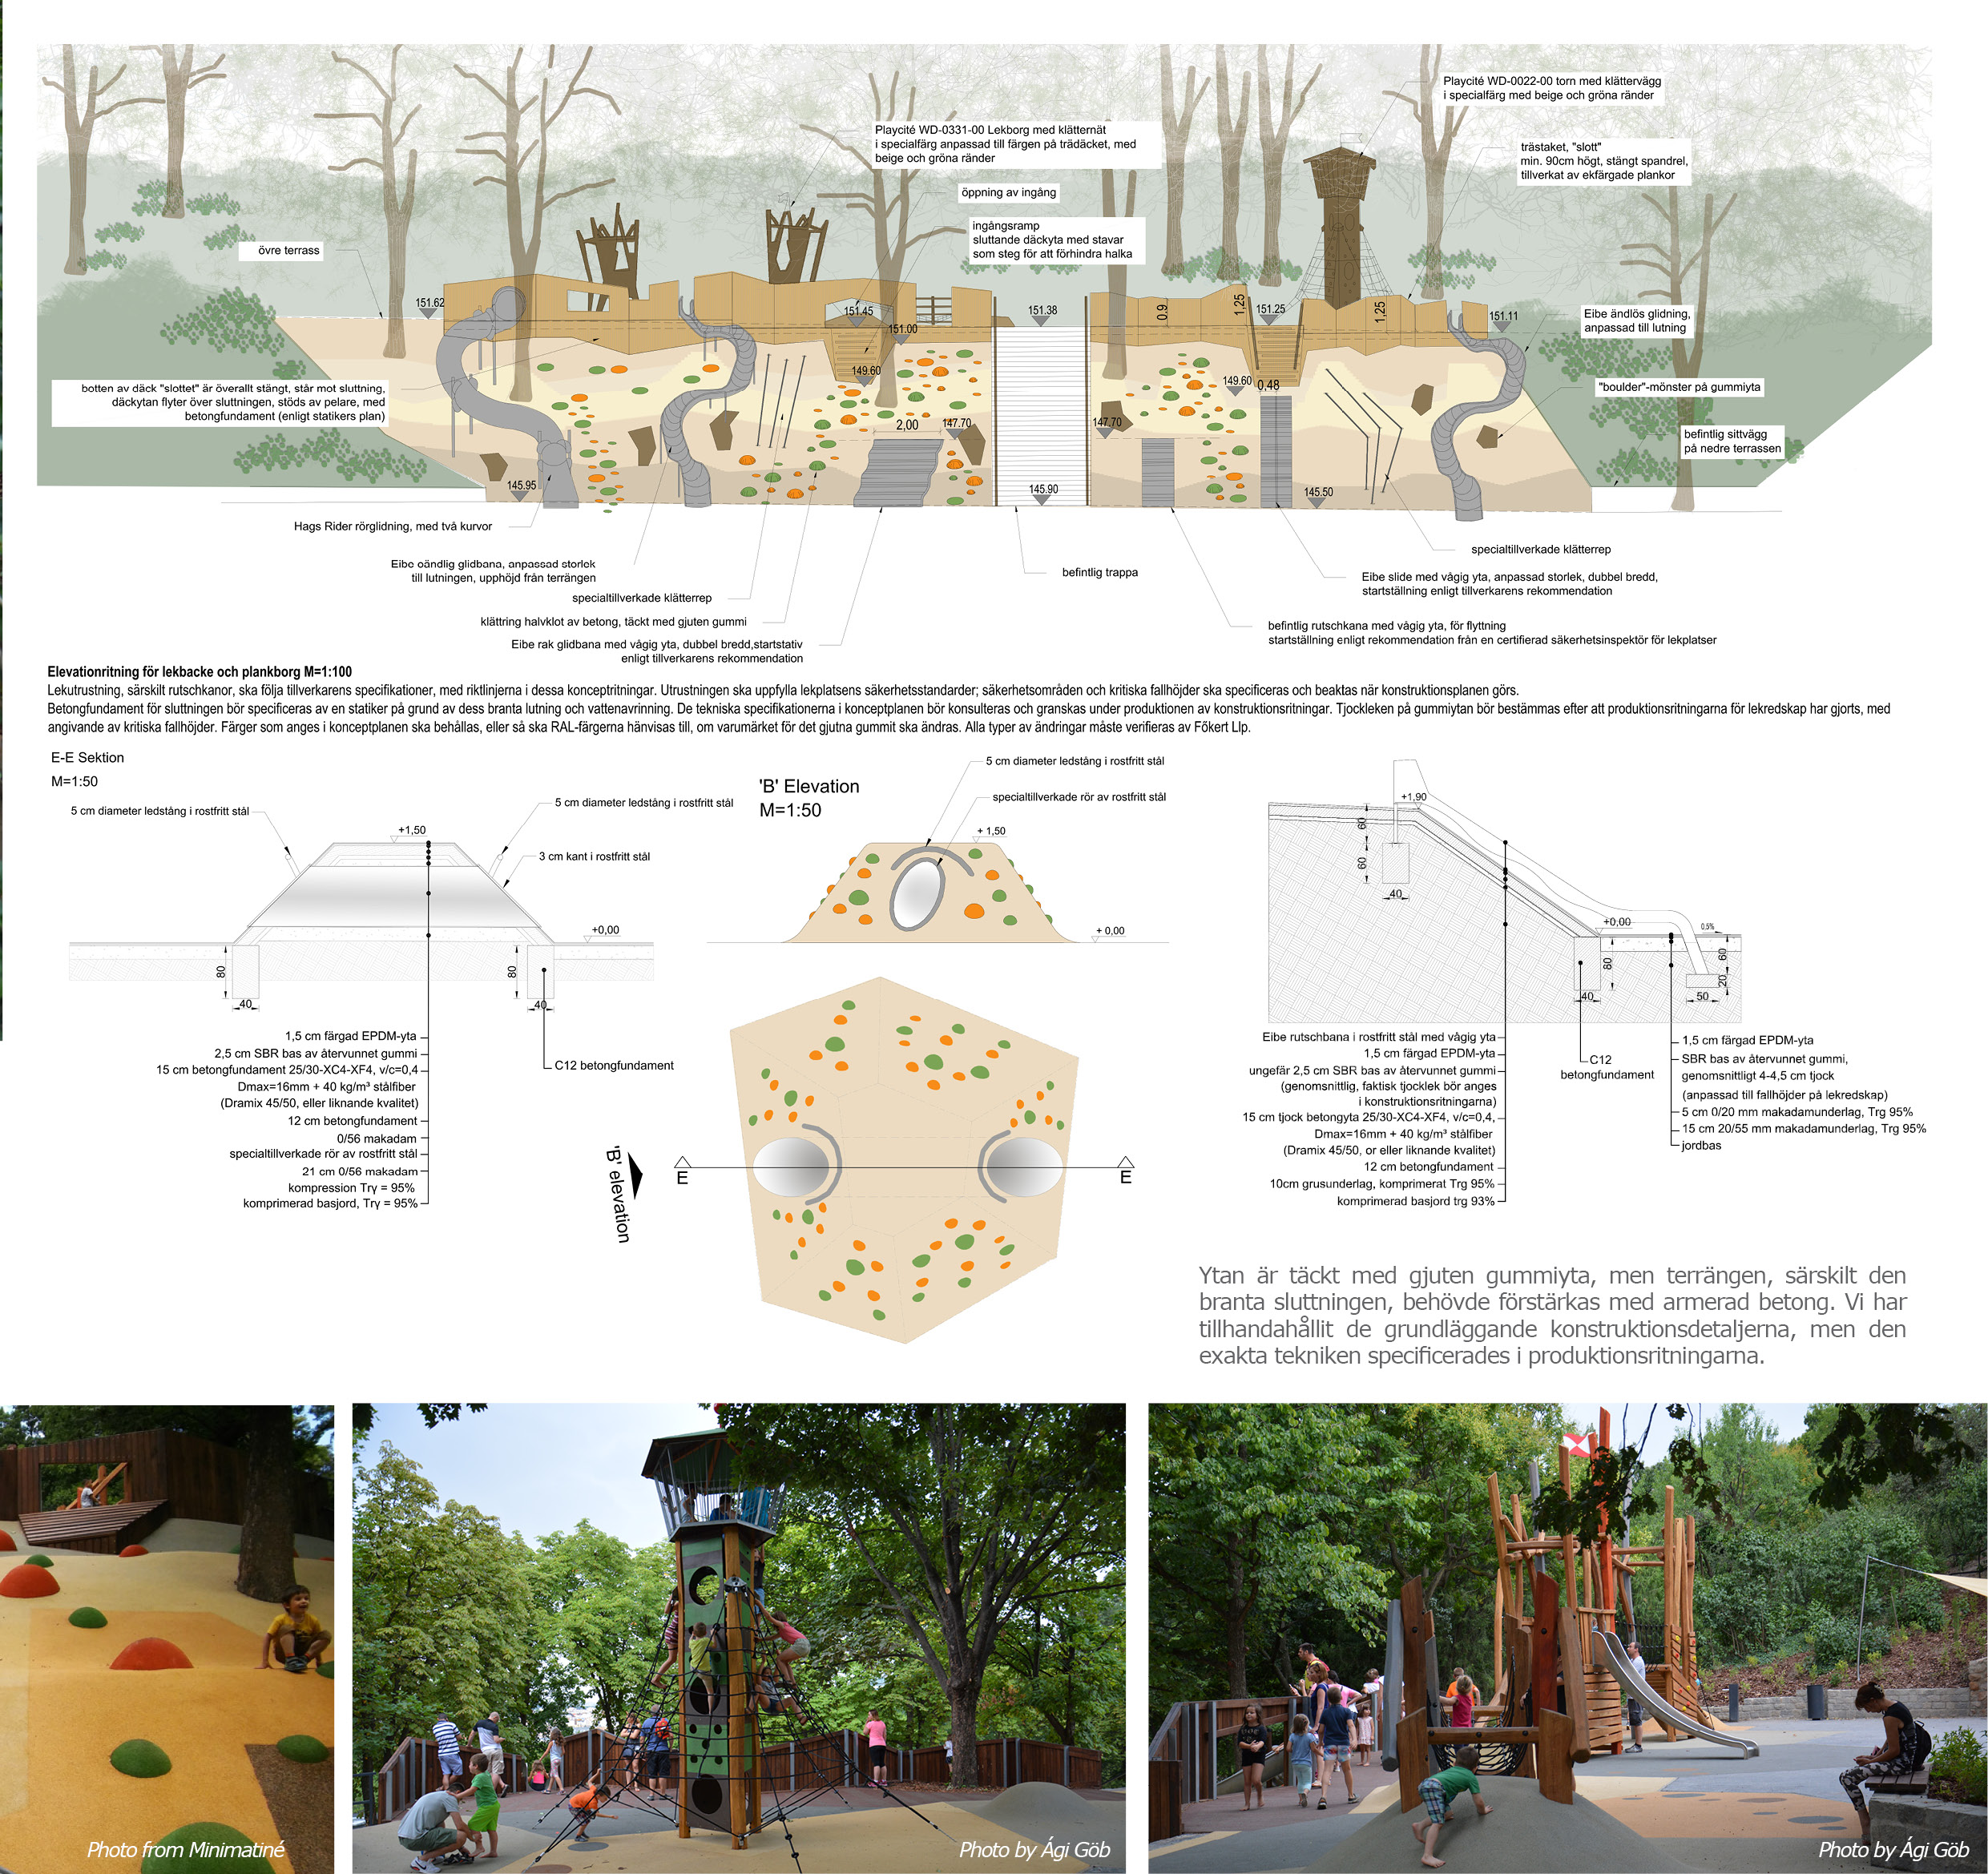 Playcité WD-0022-00 torn med klättervägg
i specialfärg med beige och gröna ränder
Playcité WD-0331-00 Lekborg med klätternät
i specialfärg anpassad till färgen på trädäcket, med
beige och gröna ränder
trästaket, "slott"
min. 90cm högt, stängt spandrel,
tillverkat av ekfärgade plankor
öppning av ingång
ingångsramp
sluttande däckyta med stavar
som steg för att förhindra halka
övre terrass
151.62
151.45
151.00
151.38
0.9
1,25
151.25
1,25
151.11
Eibe ändlös glidning,
anpassad till lutning
149.60
149.60
0,48
botten av däck "slottet" är överallt stängt, står mot sluttning,
däckytan flyter över sluttningen, stöds av pelare, med
betongfundament (enligt statikers plan)
"boulder"-mönster på gummiyta
2,00
147.70
147.70
befintlig sittvägg
på nedre terrassen
145.95
145.90
145.50
Hags Rider rörglidning, med två kurvor
Eibe oändlig glidbana, anpassad storlek
till lutningen, upphöjd från terrängen
specialtillverkade klätterrep
klättring halvklot av betong, täckt med gjuten gummi
Eibe rak glidbana med vågig yta, dubbel bredd,startstativ
enligt tillverkarens rekommendation
befintlig trappa
specialtillverkade klätterrep
Eibe slide med vågig yta, anpassad storlek, dubbel bredd,
startställning enligt tillverkarens rekommendation
befintlig rutschkana med vågig yta, för flyttning
startställning enligt rekommendation från en certifierad säkerhetsinspektör för lekplatser
Elevationritning för lekbacke och plankborg M=1:100
Lekutrustning, särskilt rutschkanor, ska följa tillverkarens specifikationer, med riktlinjerna i dessa konceptritningar. Utrustningen ska uppfylla lekplatsens säkerhetsstandarder; säkerhetsområden och kritiska fallhöjder ska specificeras och beaktas när konstruktionsplanen görs.
Betongfundament för sluttningen bör specificeras av en statiker på grund av dess branta lutning och vattenavrinning. De tekniska specifikationerna i konceptplanen bör konsulteras och granskas under produktionen av konstruktionsritningar. Tjockleken på gummiytan bör bestämmas efter att produktionsritningarna för lekredskap har gjorts, med
angivande av kritiska fallhöjder. Färger som anges i konceptplanen ska behållas, eller så ska RAL-färgerna hänvisas till, om varumärket för det gjutna gummit ska ändras. Alla typer av ändringar måste verifieras av Főkert Llp.
E-E Sektion
M=1:50
5 cm diameter ledstång i rostfritt stål
5 cm diameter ledstång i rostfritt stål
+1,50
3 cm kant i rostfritt stål
+0,00
80
80
40
40
1,5 cm färgad EPDM-yta
2,5 cm SBR bas av återvunnet gummi
15 cm betongfundament 25/30-XC4-XF4, v/c=0,4
Dmax=16mm + 40 kg/m³ stålfiber
(Dramix 45/50, eller liknande kvalitet)
12 cm betongfundament
0/56 makadam
specialtillverkade rör av rostfritt stål
21 cm 0/56 makadam
kompression Trγ = 95%
komprimerad basjord, Trγ = 95%
C12 betongfundament
'B' Elevation
M=1:50
5 cm diameter ledstång i rostfritt stål
specialtillverkade rör av rostfritt stål
+ 1,50
+ 0,00
'B' elevation
E
E
+1,90
60
60
40
+0,00
0,5%
80
40
60
20
50
Eibe rutschbana i rostfritt stål med vågig yta
1,5 cm färgad EPDM-yta
ungefär 2,5 cm SBR bas av återvunnet gummi
(genomsnittlig, faktisk tjocklek bör anges
i konstruktionsritningarna)
15 cm tjock betongyta 25/30-XC4-XF4, v/c=0,4,
Dmax=16mm + 40 kg/m³ stålfiber
(Dramix 45/50, or eller liknande kvalitet)
12 cm betongfundament
10cm grusunderlag, komprimerat Trg 95%
komprimerad basjord trg 93%
C12
betongfundament
1,5 cm färgad EPDM-yta
SBR bas av återvunnet gummi,
genomsnittligt 4-4,5 cm tjock
(anpassad till fallhöjder på lekredskap)
5 cm 0/20 mm makadamunderlag, Trg 95%
15 cm 20/55 mm makadamunderlag, Trg 95%
jordbas
Ytan är täckt med gjuten gummiyta, men terrängen, särskilt den
branta sluttningen, behövde förstärkas med armerad betong. Vi har
tillhandahållit de grundläggande konstruktionsdetaljerna, men den
exakta tekniken specificerades i produktionsritningarna.
Photo from Minimatiné
Photo by Ági Göb
Photo by Ági Göb